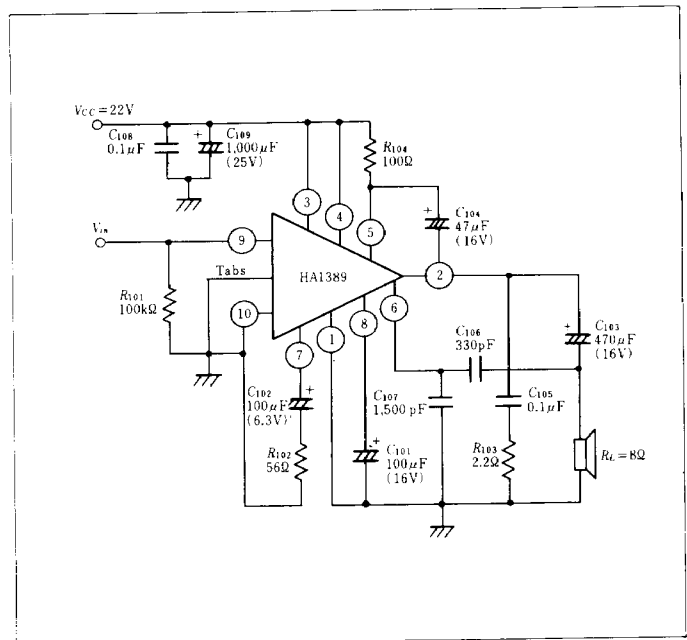 Vcc=22V
C108
0.1μF
+
C109
1,000μF
(25V)
R104
100Ω
3
4
5
+
C104
47μF
(16V)
Vin
9
Tabs
HA1389
2
R101
100kΩ
10
7
1
8
6
C106
330pF
+
C103
470μF
(16V)
C102
100μF
(6.3V)
+
R102
56Ω
C107
1,500pF
C105
0.1μF
+
C101
100μF
(16V)
R103
2.2Ω
RL=8Ω